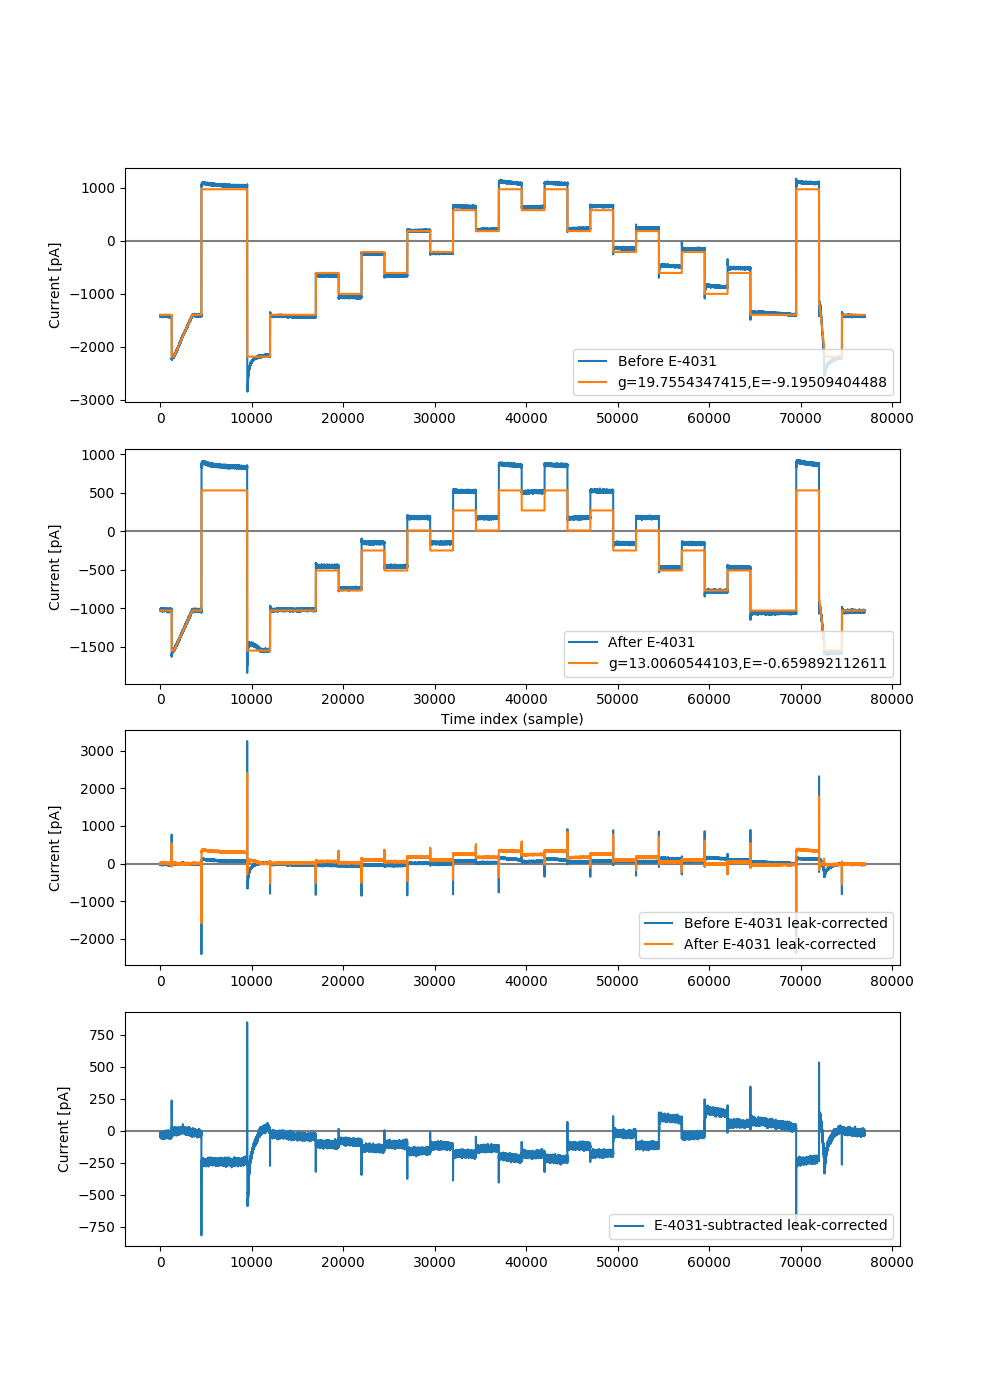 1000
0
−1000
−2000
−3000
Current [pA]
Before E-4031
g=19.7554347415,E=-9.19509404488
0 10000 20000 30000 40000 50000 60000 70000 80000
1000
500
0
−500
−1000
−1500
Current [pA]
After E-4031
g=13.0060544103,E=-0.659892112611
0 10000 20000 30000 40000 50000 60000 70000 80000
Time index (sample)
3000
2000
1000
0
−1000
−2000
Current [pA]
Before E-4031 leak-corrected
After E-4031 leak-corrected
0 10000 20000 30000 40000 50000 60000 70000 80000
750
500
250
0
−250
−500
−750
Current [pA]
E-4031-subtracted leak-corrected
0 10000 20000 30000 40000 50000 60000 70000 80000